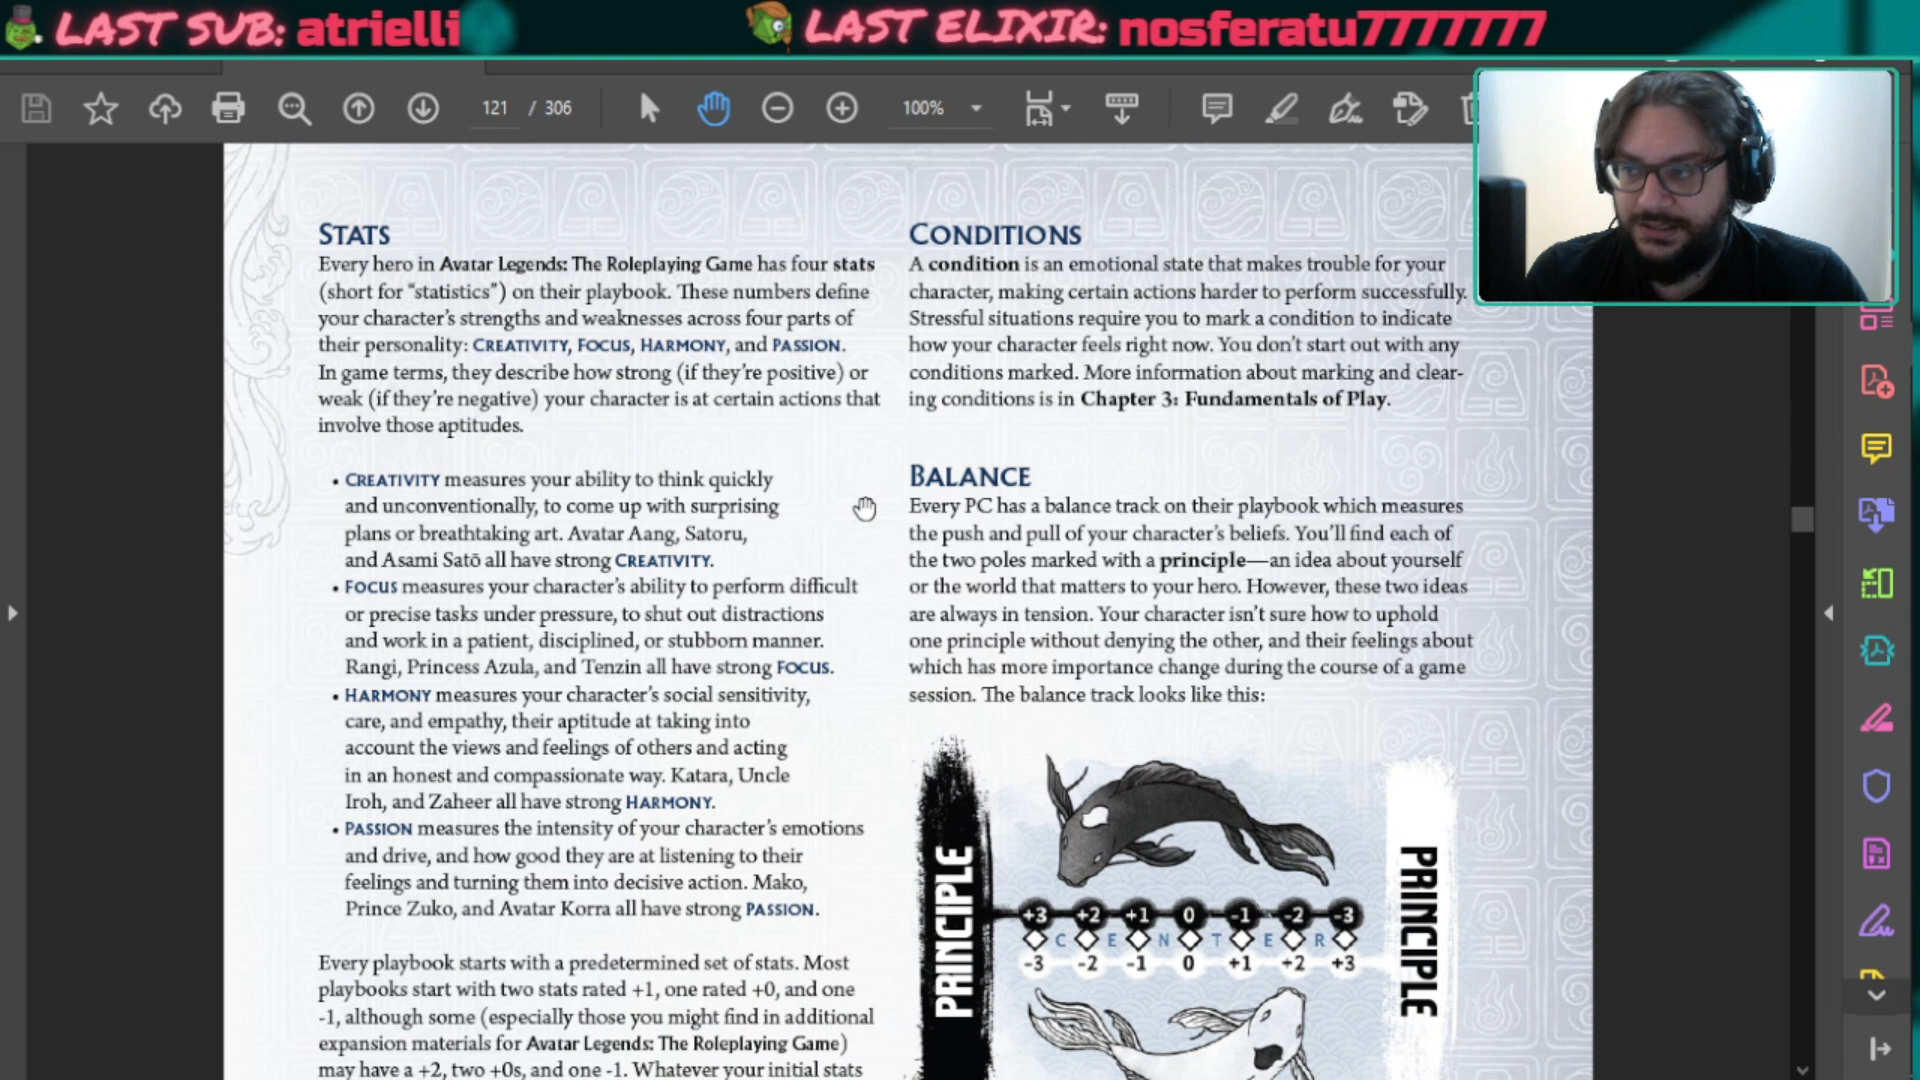 LAST SUB: atrielli
LAST ELIXIR: nosferatu7777777
121 / 306
100%
STATS
Every hero in Avatar Legends: The Roleplaying Game has four stats
(short for “statistics”) on their playbook. These numbers define
your character’s strengths and weaknesses across four parts of
their personality: CREATIVITY, FOCUS, HARMONY, and PASSION.
In game terms, they describe how strong (if they’re positive) or
weak (if they’re negative) your character is at certain actions that
involve those aptitudes.
• CREATIVITY measures your ability to think quickly
and unconventionally, to come up with surprising
plans or breathtaking art. Avatar Aang, Satoru,
and Asami Satō all have strong CREATIVITY.
• FOCUS measures your character’s ability to perform difficult
or precise tasks under pressure, to shut out distractions
and work in a patient, disciplined, or stubborn manner.
Rangi, Princess Azula, and Tenzin all have strong FOCUS.
• HARMONY measures your character’s social sensitivity,
care, and empathy, their aptitude at taking into
account the views and feelings of others and acting
in an honest and compassionate way. Katara, Uncle
Iroh, and Zaheer all have strong HARMONY.
• PASSION measures the intensity of your character’s emotions
and drive, and how good they are at listening to their
feelings and turning them into decisive action. Mako,
Prince Zuko, and Avatar Korra all have strong PASSION.
Every playbook starts with a predetermined set of stats. Most
playbooks start with two stats rated +1, one rated +0, and one
-1, although some (especially those you might find in additional
expansion materials for Avatar Legends: The Roleplaying Game)
may have a +2, two +0s, and one -1. Whatever your initial stats
CONDITIONS
A condition is an emotional state that makes trouble for your
character, making certain actions harder to perform successfully.
Stressful situations require you to mark a condition to indicate
how your character feels right now. You don’t start out with any
conditions marked. More information about marking and clear-
ing conditions is in Chapter 3: Fundamentals of Play.
BALANCE
Every PC has a balance track on their playbook which measures
the push and pull of your character’s beliefs. You’ll find each of
the two poles marked with a principle—an idea about yourself
or the world that matters to your hero. However, these two ideas
are always in tension. Your character isn’t sure how to uphold
one principle without denying the other, and their feelings about
which has more importance change during the course of a game
session. The balance track looks like this:
PRINCIPLE
+3 +2 +1 0 -1 -2 -3
C E N T E R
-3 -2 -1 0 +1 +2 +3
PRINCIPLE